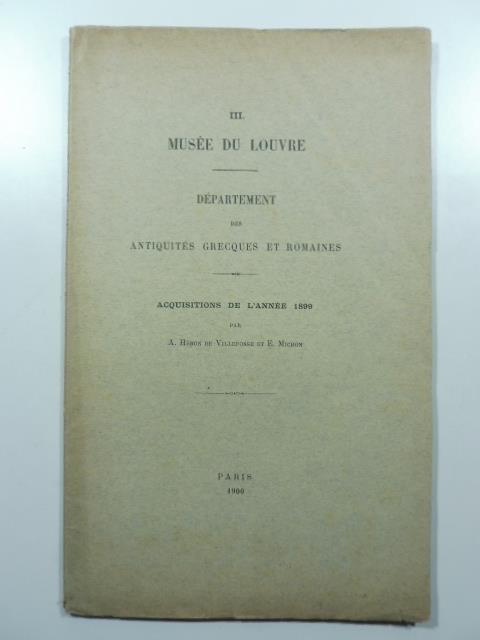 III.
MUSÉE DU LOUVRE
DÉPARTEMENT
DES
ANTIQUITÉS GRECQUES ET ROMAINES
ACQUISITIONS DE L'ANNÉE 1899
PAR
A. HÉRON DE VILLEFOSSE ET E. MICHON
PARIS
1900